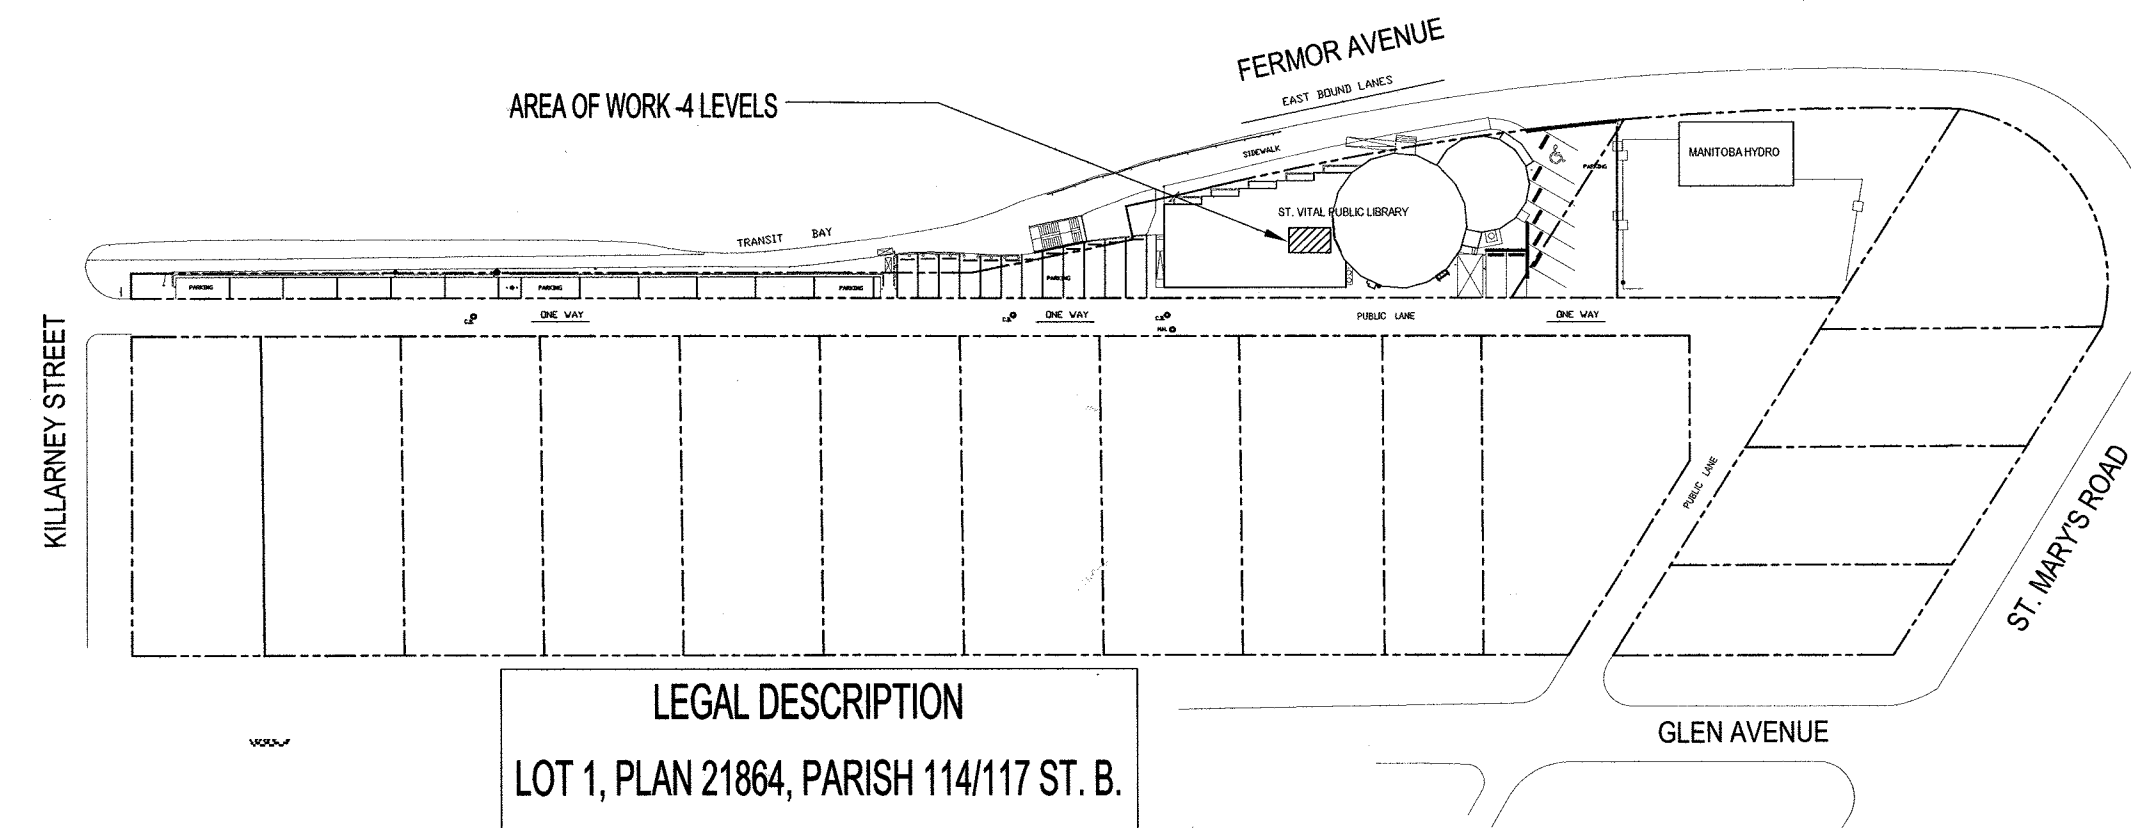 FERMOR AVENUE
EAST BOUND LANES
AREA OF WORK -4 LEVELS
SIDEWALK
MANITOBA HYDRO
PARKING
ST. VITAL PUBLIC LIBRARY
TRANSIT BAY
PARKING
PARKING
PARKING
PARKING
C.B.
ONE WAY
C.B.
ONE WAY
C.B.
PUBLIC LANE
ONE WAY
KILLARNEY STREET
PUBLIC LANE
ST. MARY'S ROAD
LEGAL DESCRIPTION
LOT 1, PLAN 21864, PARISH 114/117 ST. B.
GLEN AVENUE